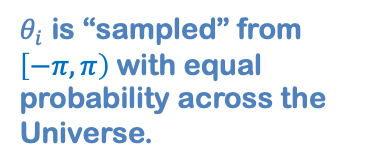 θᵢ is “sampled” from
[−π, π) with equal
probability across the
Universe.